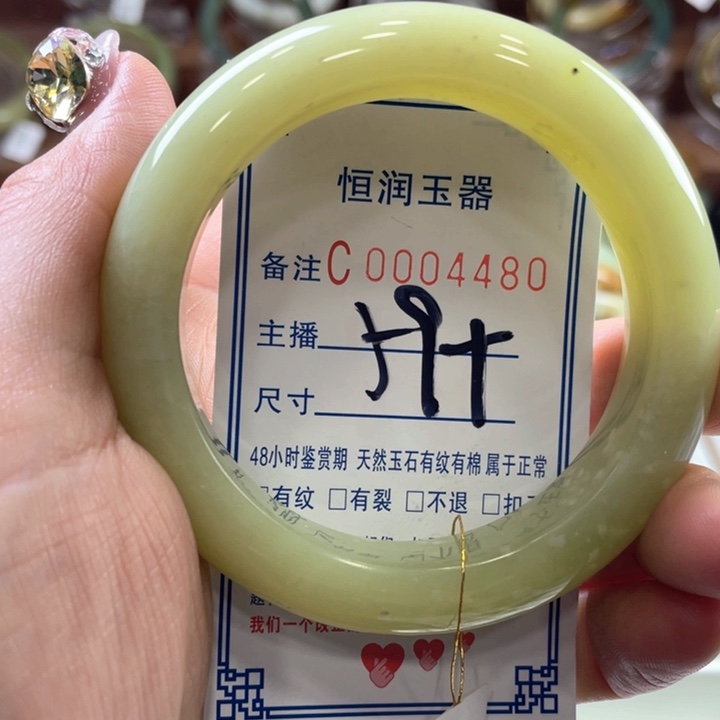 恒润玉器
备注 C 0004480
主播
尺寸
48小时鉴赏期 天然玉石有纹有棉属于正常
有纹 □有裂 □不退 □扣
我们一个